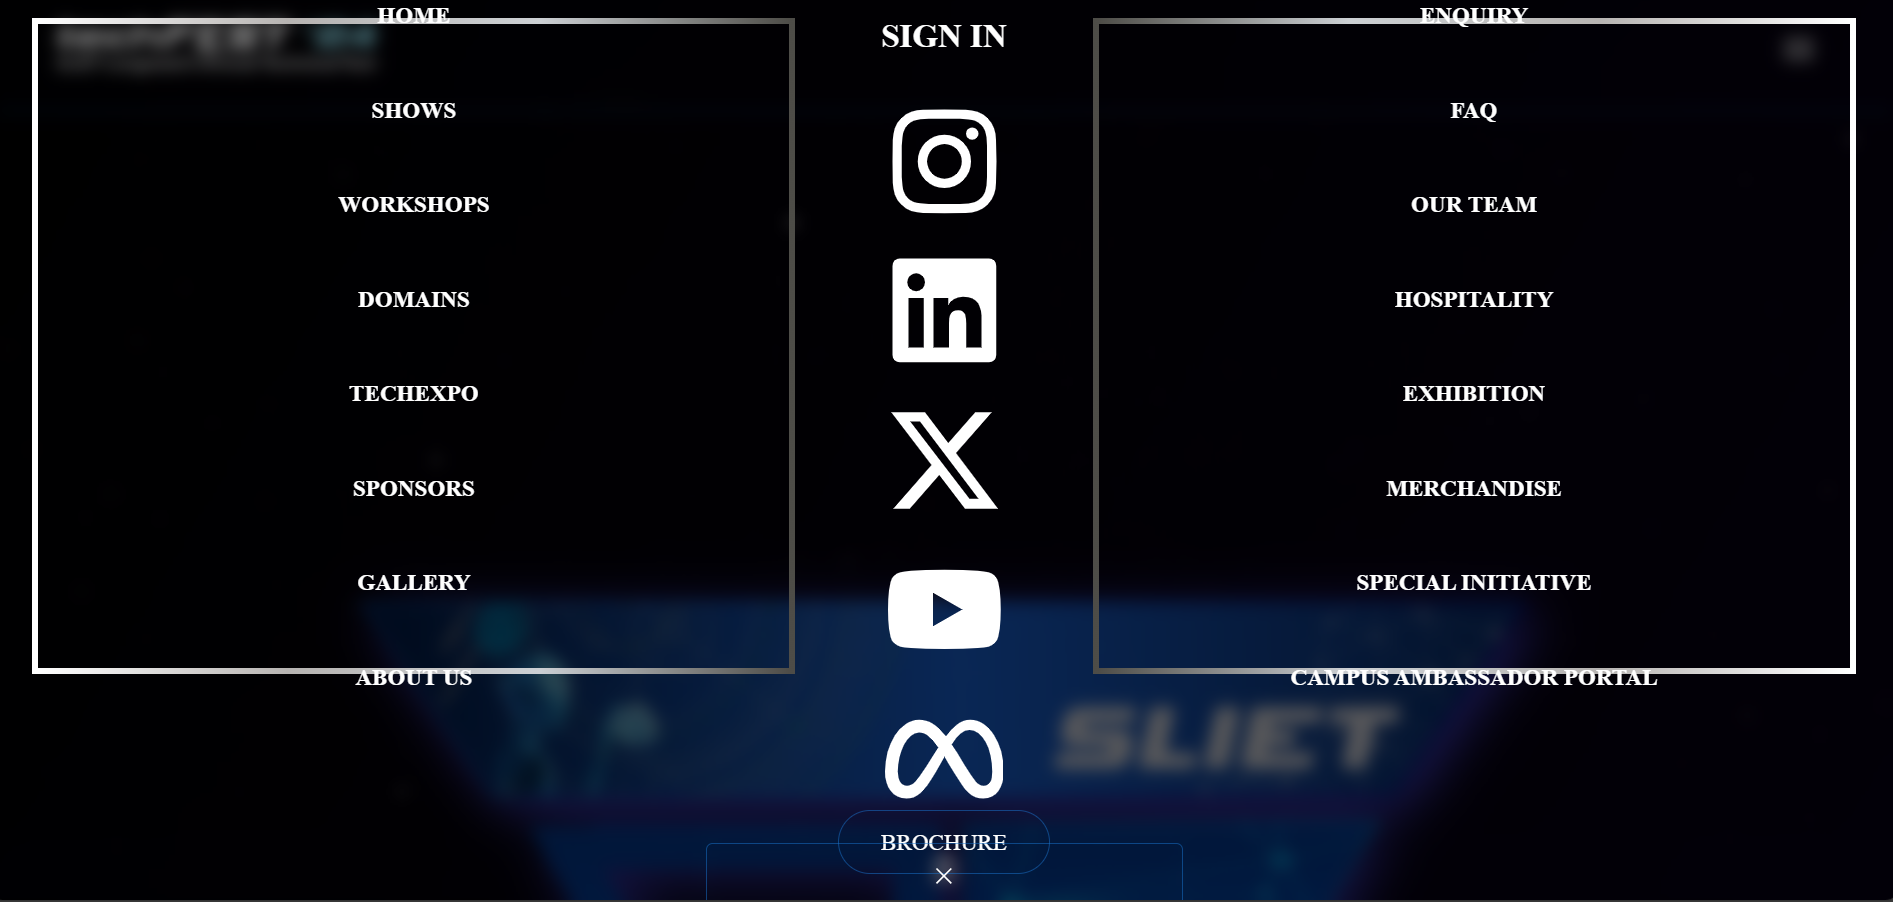 HOME
SHOWS
WORKSHOPS
DOMAINS
TECHEXPO
SPONSORS
GALLERY
ABOUT US
SIGN IN
in
BROCHURE
ENQUIRY
FAQ
OUR TEAM
HOSPITALITY
EXHIBITION
MERCHANDISE
SPECIAL INITIATIVE
CAMPUS AMBASSADOR PORTAL
SLIET